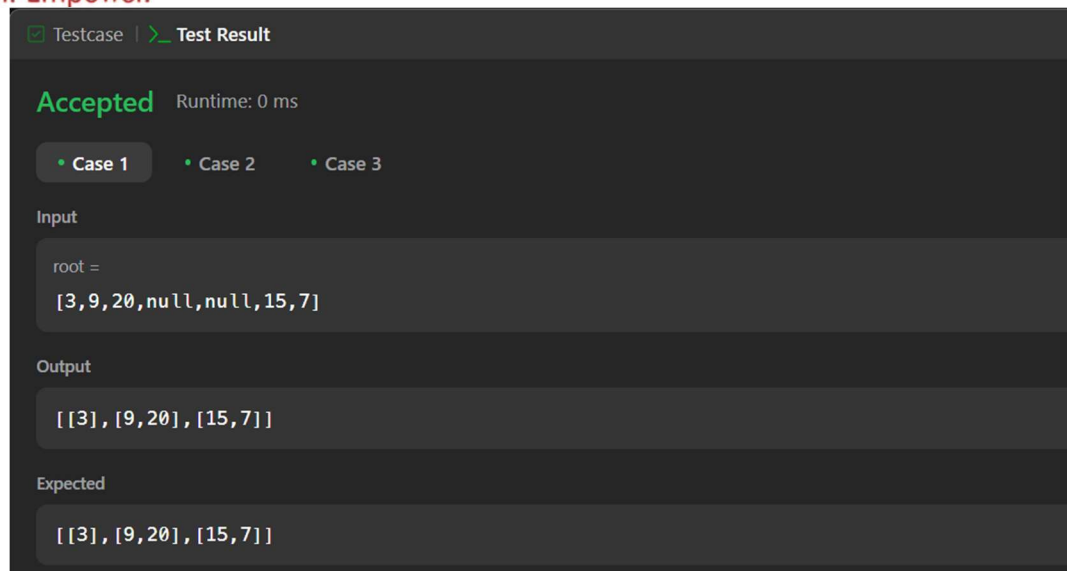 Empower.
Testcase | >_ Test Result
Accepted Runtime: 0 ms
• Case 1 • Case 2 • Case 3
Input
root =
[3,9,20,null,null,15,7]
Output
[[3],[9,20],[15,7]]
Expected
[[3],[9,20],[15,7]]